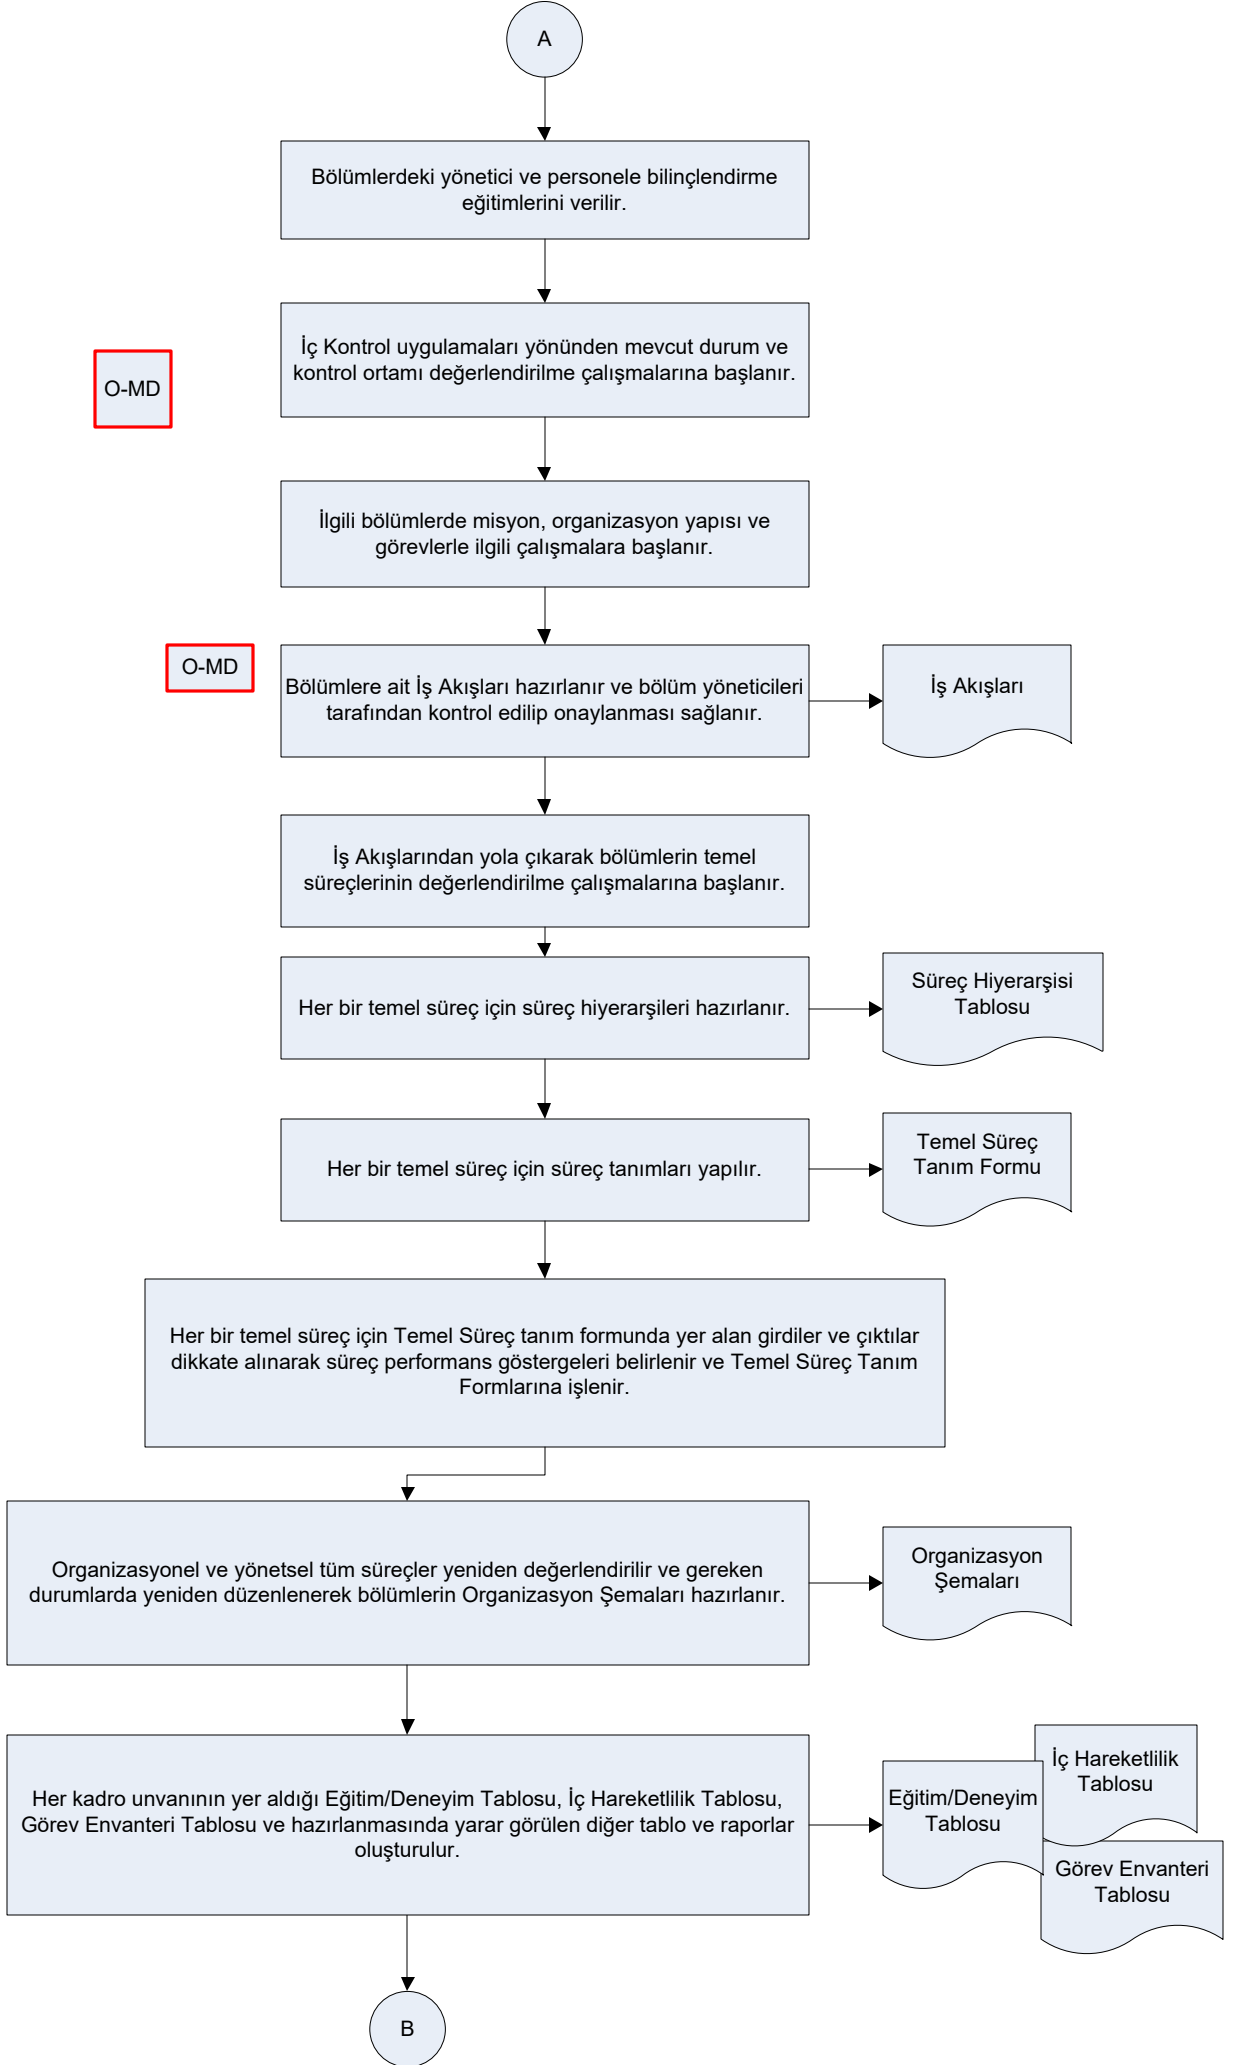 A
Bölümlerdeki yönetici ve personele bilinçlendirme
eğitimlerini verilir.
İç Kontrol uygulamaları yönünden mevcut durum ve
kontrol ortamı değerlendirilme çalışmalarına başlanır.
O-MD
İlgili bölümlerde misyon, organizasyon yapısı ve
görevlerle ilgili çalışmalara başlanır.
O-MD
Bölümlere ait İş Akışları hazırlanır ve bölüm yöneticileri
tarafından kontrol edilip onaylanması sağlanır.
İş Akışları
İş Akışlarından yola çıkarak bölümlerin temel
süreçlerinin değerlendirilme çalışmalarına başlanır.
Her bir temel süreç için süreç hiyerarşileri hazırlanır.
Süreç Hiyerarşisi
Tablosu
Her bir temel süreç için süreç tanımları yapılır.
Temel Süreç
Tanım Formu
Her bir temel süreç için Temel Süreç tanım formunda yer alan girdiler ve çıktılar
dikkate alınarak süreç performans göstergeleri belirlenir ve Temel Süreç Tanım
Formlarına işlenir.
Organizasyonel ve yönetsel tüm süreçler yeniden değerlendirilir ve gereken
durumlarda yeniden düzenlenerek bölümlerin Organizasyon Şemaları hazırlanır.
Organizasyon
Şemaları
Her kadro unvanının yer aldığı Eğitim/Deneyim Tablosu, İç Hareketlilik Tablosu,
Görev Envanteri Tablosu ve hazırlanmasında yarar görülen diğer tablo ve raporlar
oluşturulur.
Eğitim/Deneyim
Tablosu
İç Hareketlilik
Tablosu
Görev Envanteri
Tablosu
B